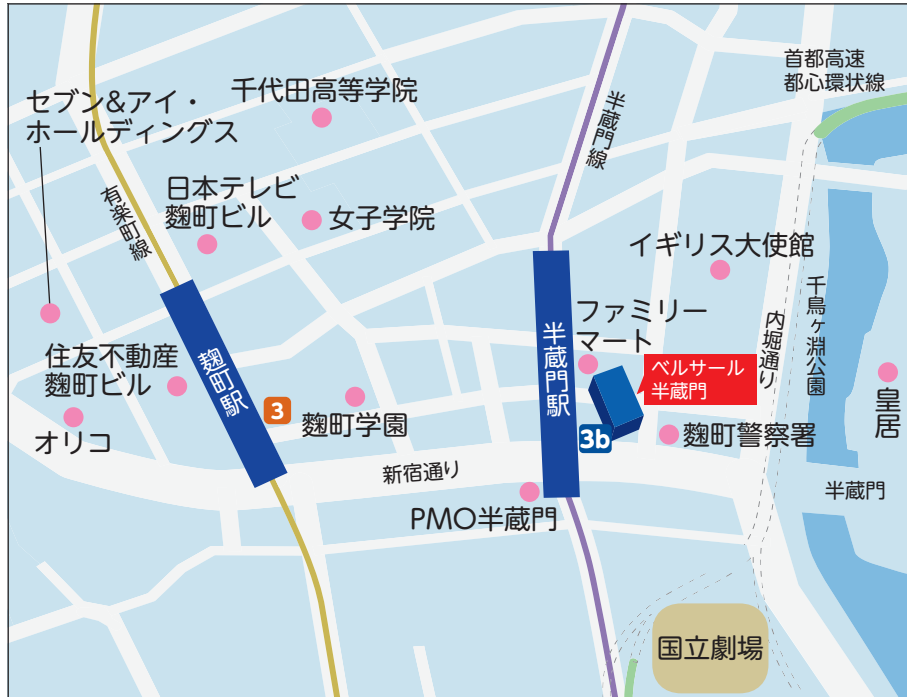 首都高速
都心環状線
セブン&アイ・
ホールディングス
千代田高等学院
半蔵門線
有楽町線
日本テレビ
麴町ビル
女子学院
イギリス大使館
千鳥ヶ淵公園
内堀通り
ファミリー
マート
半蔵門駅
麴町駅
住友不動産
麴町ビル
ベルサール
半蔵門
皇居
オリコ
3
麴町学園
3b
麴町警察署
新宿通り
半蔵門
PMO半蔵門
国立劇場